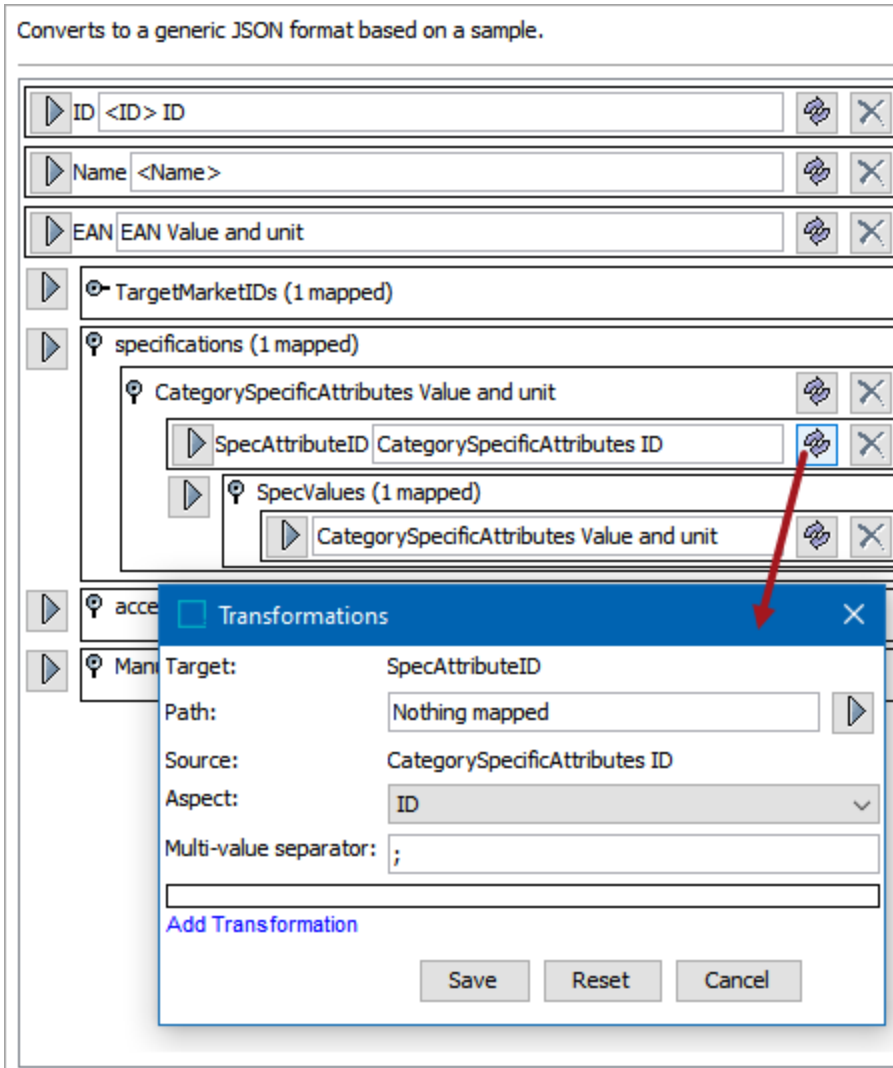 Converts to a generic JSON format based on a sample.
ID <ID> ID
Name <Name>
EAN EAN Value and unit
TargetMarketIDs (1 mapped)
specifications (1 mapped)
CategorySpecificAttributes Value and unit
SpecAttributeID CategorySpecificAttributes ID
SpecValues (1 mapped)
CategorySpecificAttributes Value and unit
acce
Manu
Transformations
Target: SpecAttributeID
Path: Nothing mapped
Source: CategorySpecificAttributes ID
Aspect: ID
Multi-value separator: ;
Add Transformation
Save Reset Cancel